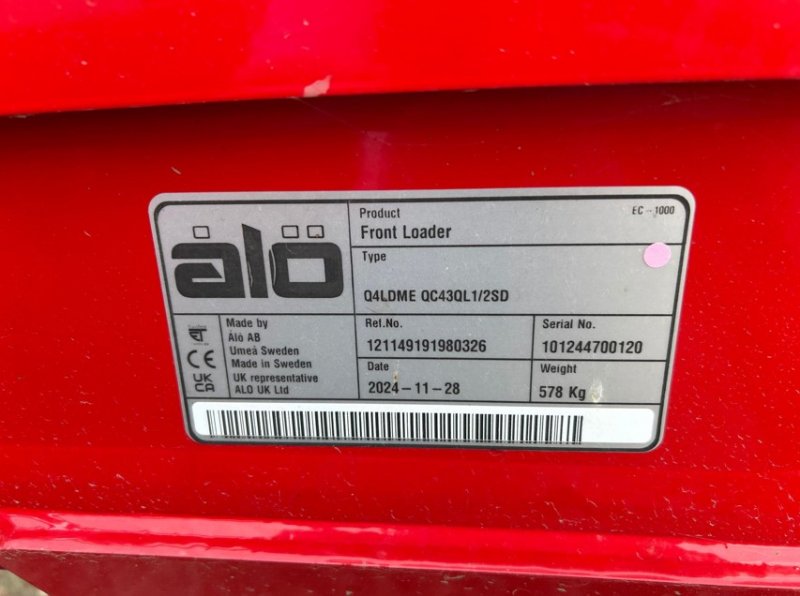 ålö
Product
EC-1000
Front Loader
Type
Q4LDME QC43QL1/2SD
Made by
Ålö AB
Umeå Sweden
Made in Sweden
UK representative
ALO UK Ltd
CE
UK
CA
Ref.No.
121149191980326
Serial No.
101244700120
Date
2024-11-28
Weight
578 Kg